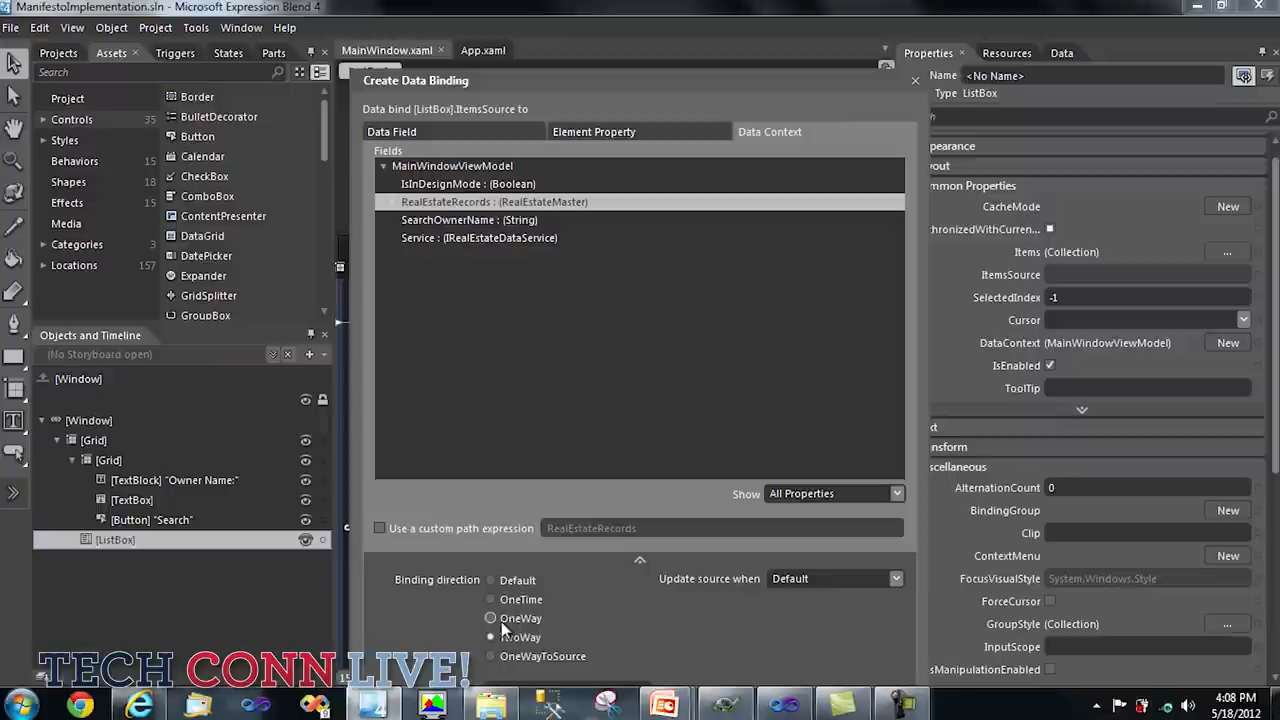 ManifestoImplementation.sln - Microsoft Expression Blend 4
File Edit View Object Project Tools Window Help
Projects Assets × Triggers States Parts
MainWindow.xaml × App.xaml
Properties × Resources Data
Search
Project
Controls 35
Styles
Behaviors 15
Shapes 18
Effects 15
Media
Categories 3
Locations 157
Border
BulletDecorator
Button
Calendar
CheckBox
ComboBox
ContentPresenter
DataGrid
DatePicker
Expander
GridSplitter
GroupBox
Objects and Timeline
(No Storyboard open)
[Window]
[Window]
[Grid]
[Grid]
[TextBlock] "Owner Name:"
[TextBox]
[Button] "Search"
[ListBox]
Create Data Binding
Data bind [ListBox].ItemsSource to
Data Field Element Property Data Context
Fields
MainWindowViewModel
IsInDesignMode : (Boolean)
RealEstateRecords : (RealEstateMaster)
SearchOwnerName : (String)
Service : (IRealEstateDataService)
Show All Properties
Use a custom path expression RealEstateRecords
Binding direction Default
OneTime
OneWay
woWay
OneWayToSource
Update source when Default
Name <No Name>
Type ListBox
ppearance
yout
mmon Properties
CacheMode New
chronizedWithCurren...
Items (Collection) ...
ItemsSource
SelectedIndex -1
Cursor
DataContext (MainWindowViewModel) New
IsEnabled
ToolTip
xt
ansform
scellaneous
AlternationCount 0
BindingGroup New
Clip
ContextMenu New
FocusVisualStyle System.Windows.Style
ForceCursor
GroupStyle (Collection) ...
InputScope
sManipulationEnabled
TECH CONN LIVE!
4:08 PM
5/18/2012